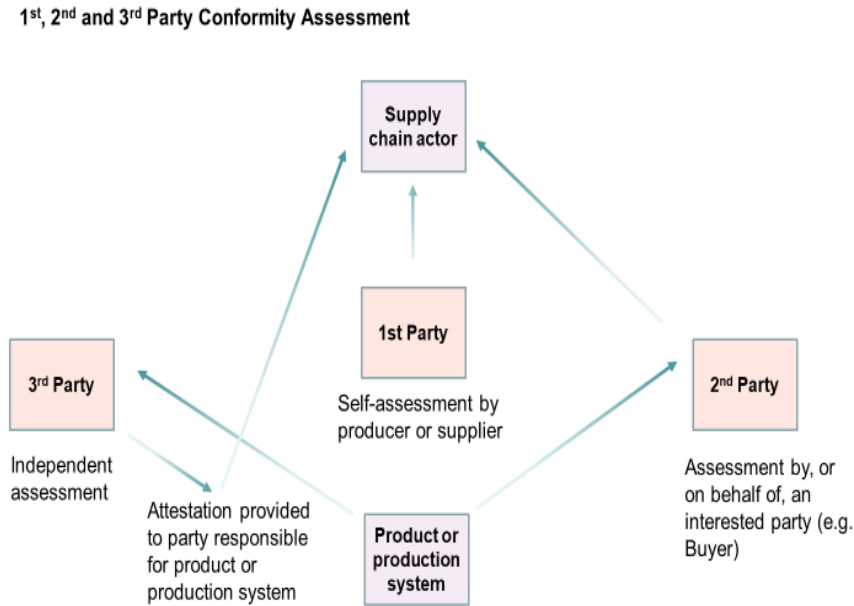 1st, 2nd and 3rd Party Conformity Assessment
Supply
chain actor
1st Party
Self-assessment by
producer or supplier
3rd Party
Independent
assessment
2nd Party
Assessment by, or
on behalf of, an
interested party (e.g.
Buyer)
Attestation provided
to party responsible
for product or
production system
Product or
production
system